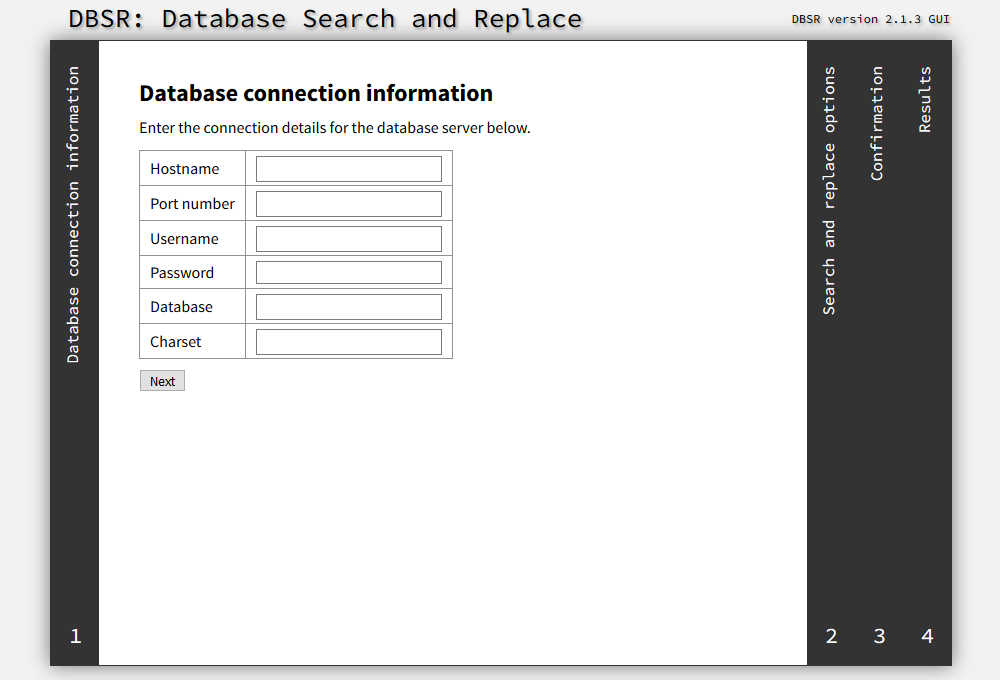 DBSR: Database Search and Replace
DBSR version 2.1.3 GUI
Database connection information
1
Database connection information
Enter the connection details for the database server below.
Hostname
Port number
Username
Password
Database
Charset
Next
Search and replace options
2
Confirmation
3
Results
4